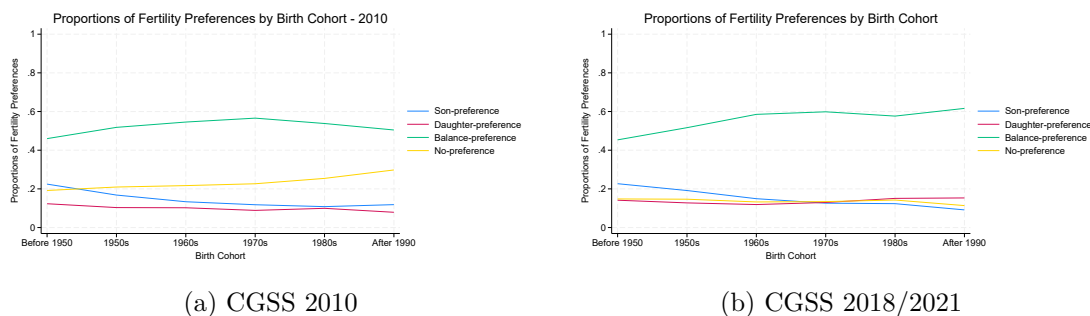 Proportions of Fertility Preferences by Birth Cohort - 2010
Proportions of Fertility Preferences
1
.8
.6
.4
.2
0
Before 1950 1950s 1960s 1970s 1980s After 1990
Birth Cohort
Son-preference
Daughter-preference
Balance-preference
No-preference
(a) CGSS 2010
Proportions of Fertility Preferences by Birth Cohort
Proportions of Fertility Preferences
1
.8
.6
.4
.2
0
Before 1950 1950s 1960s 1970s 1980s After 1990
Birth Cohort
Son-preference
Daughter-preference
Balance-preference
No-preference
(b) CGSS 2018/2021